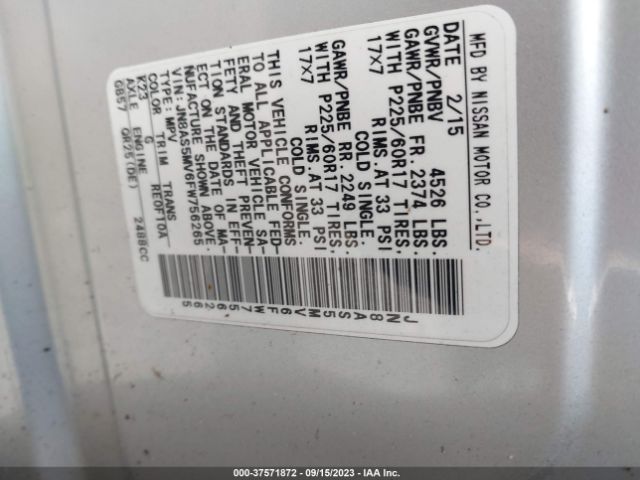 MFD BY NISSAN MOTOR CO.,LTD.
DATE 2/15
GVWR/PNBV 4526 LBS.
GAWR/PNBE FR. 2374 LBS.
WITH P225/60R17 TIRES,
17X7 RIMS.AT 33 PSI
COLD SINGLE.
GAWR/PNBE RR. 2249 LBS.
WITH P225/60R17 TIRES,
17X7 RIMS.AT 33 PSI
COLD SINGLE.
THIS VEHICLE CONFORMS
TO ALL APPLICABLE FED-
ERAL MOTOR VEHICLE SA-
FETY AND THEFT PREVEN-
TION STANDARDS IN EFF-
ECT ON THE DATE OF MA-
NUFACTURE SHOWN ABOVE.
VIN: JN8AS5MV6FW756265
TYPE: MPV
COLOR TRIM TRANS
K23 G RE0F10A
AXLE ENGINE
GB57 QR25(DE) 2488CC
JN8AS5MV6FW756265
000-37571872 / 09/15/2023 / IAAI.COM